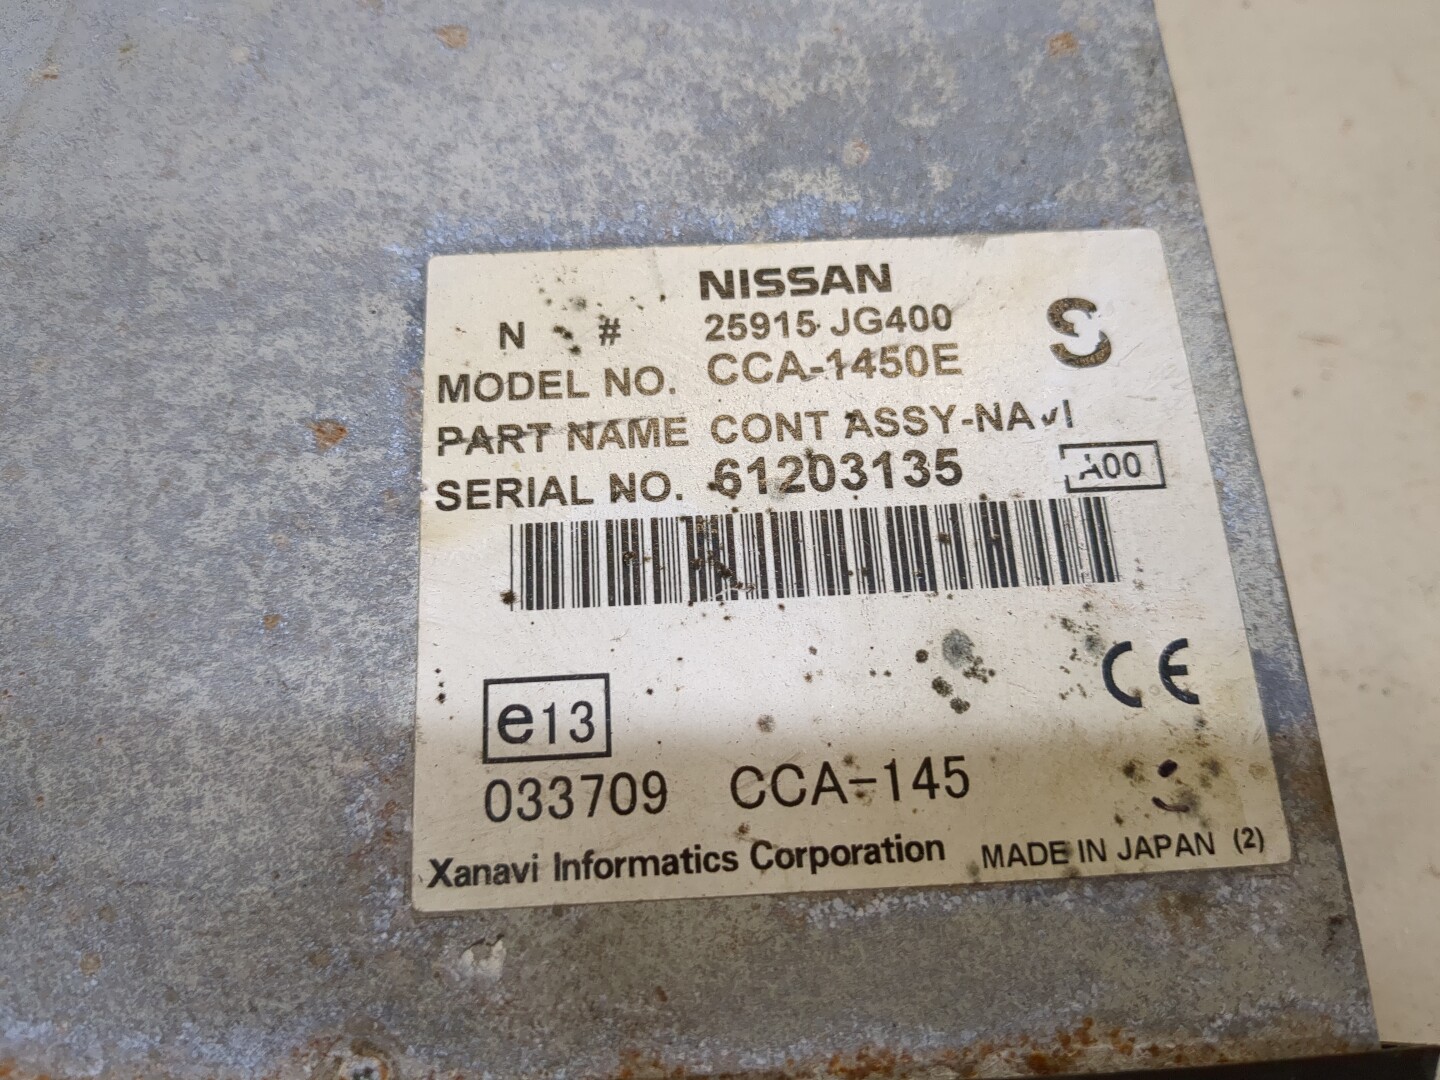 NISSAN
N # 25915 JG400 S
MODEL NO. CCA-1450E
PART NAME CONT ASSY-NAVI
SERIAL NO. 61203135 A00
CE
e13
033709 CCA-145
Xanavi Informatics Corporation MADE IN JAPAN (2)